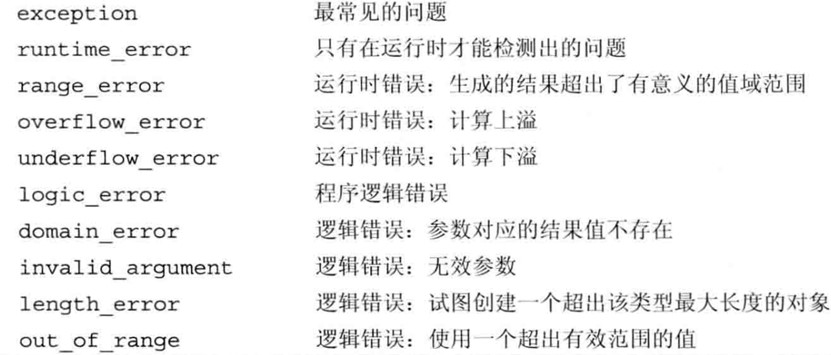 exception 最常见的问题
runtime_error 只有在运行时才能检测出的问题
range_error 运行时错误：生成的结果超出了有意义的值域范围
overflow_error 运行时错误：计算上溢
underflow_error 运行时错误：计算下溢
logic_error 程序逻辑错误
domain_error 逻辑错误：参数对应的结果值不存在
invalid_argument 逻辑错误：无效参数
length_error 逻辑错误：试图创建一个超出该类型最大长度的对象
out_of_range 逻辑错误：使用一个超出有效范围的值